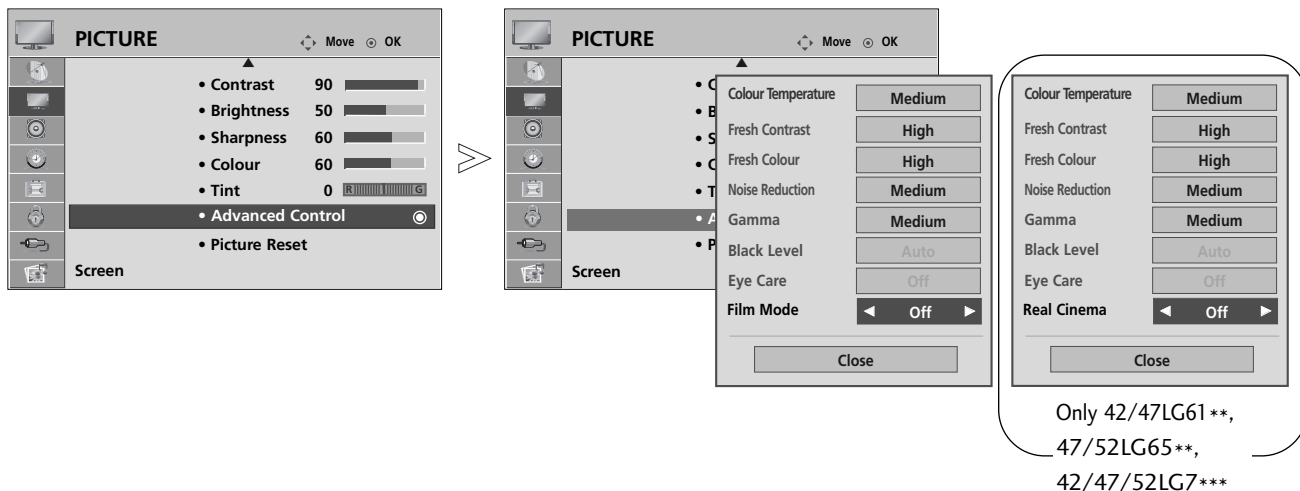 PICTURE Move OK
• Contrast 90
• Brightness 50
• Sharpness 60
• Colour 60
• Tint 0 R G
• Advanced Control
• Picture Reset
Screen
PICTURE Move OK
• C
• B
• S
• C
• T
• A
• P
Screen
Colour Temperature Medium
Fresh Contrast High
Fresh Colour High
Noise Reduction Medium
Gamma Medium
Black Level Auto
Eye Care Off
Film Mode ◀ Off ▶
Close
Colour Temperature Medium
Fresh Contrast High
Fresh Colour High
Noise Reduction Medium
Gamma Medium
Black Level Auto
Eye Care Off
Real Cinema ◀ Off ▶
Close
Only 42/47LG61**,
47/52LG65**,
42/47/52LG7***